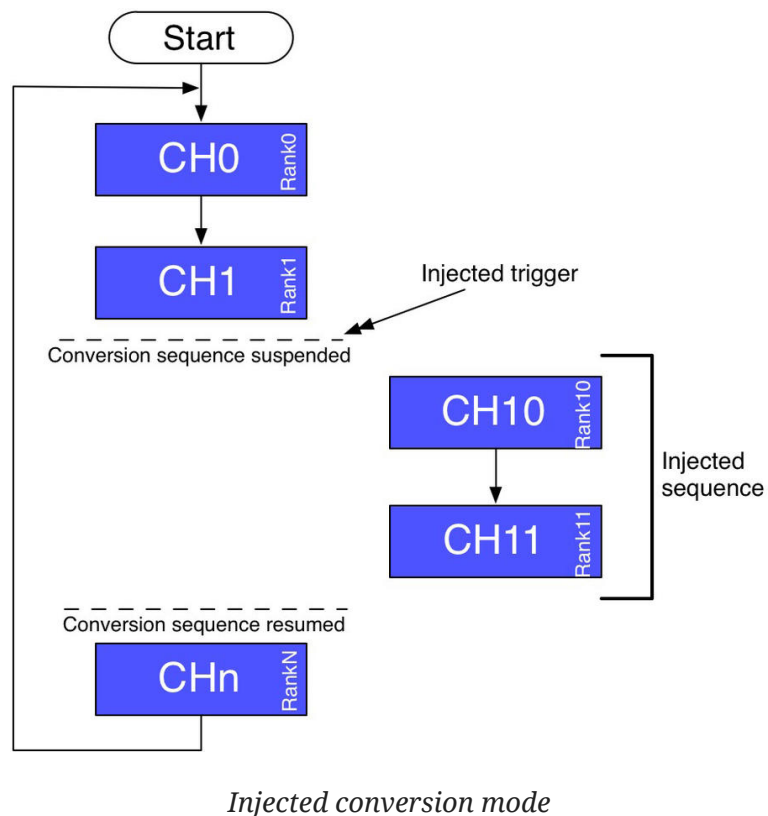 Start
CH0
Rank0
CH1
Rank1
Injected trigger
Conversion sequence suspended
CH10
Rank10
Injected
sequence
CH11
Rank11
Conversion sequence resumed
CHn
RankN
Injected conversion mode